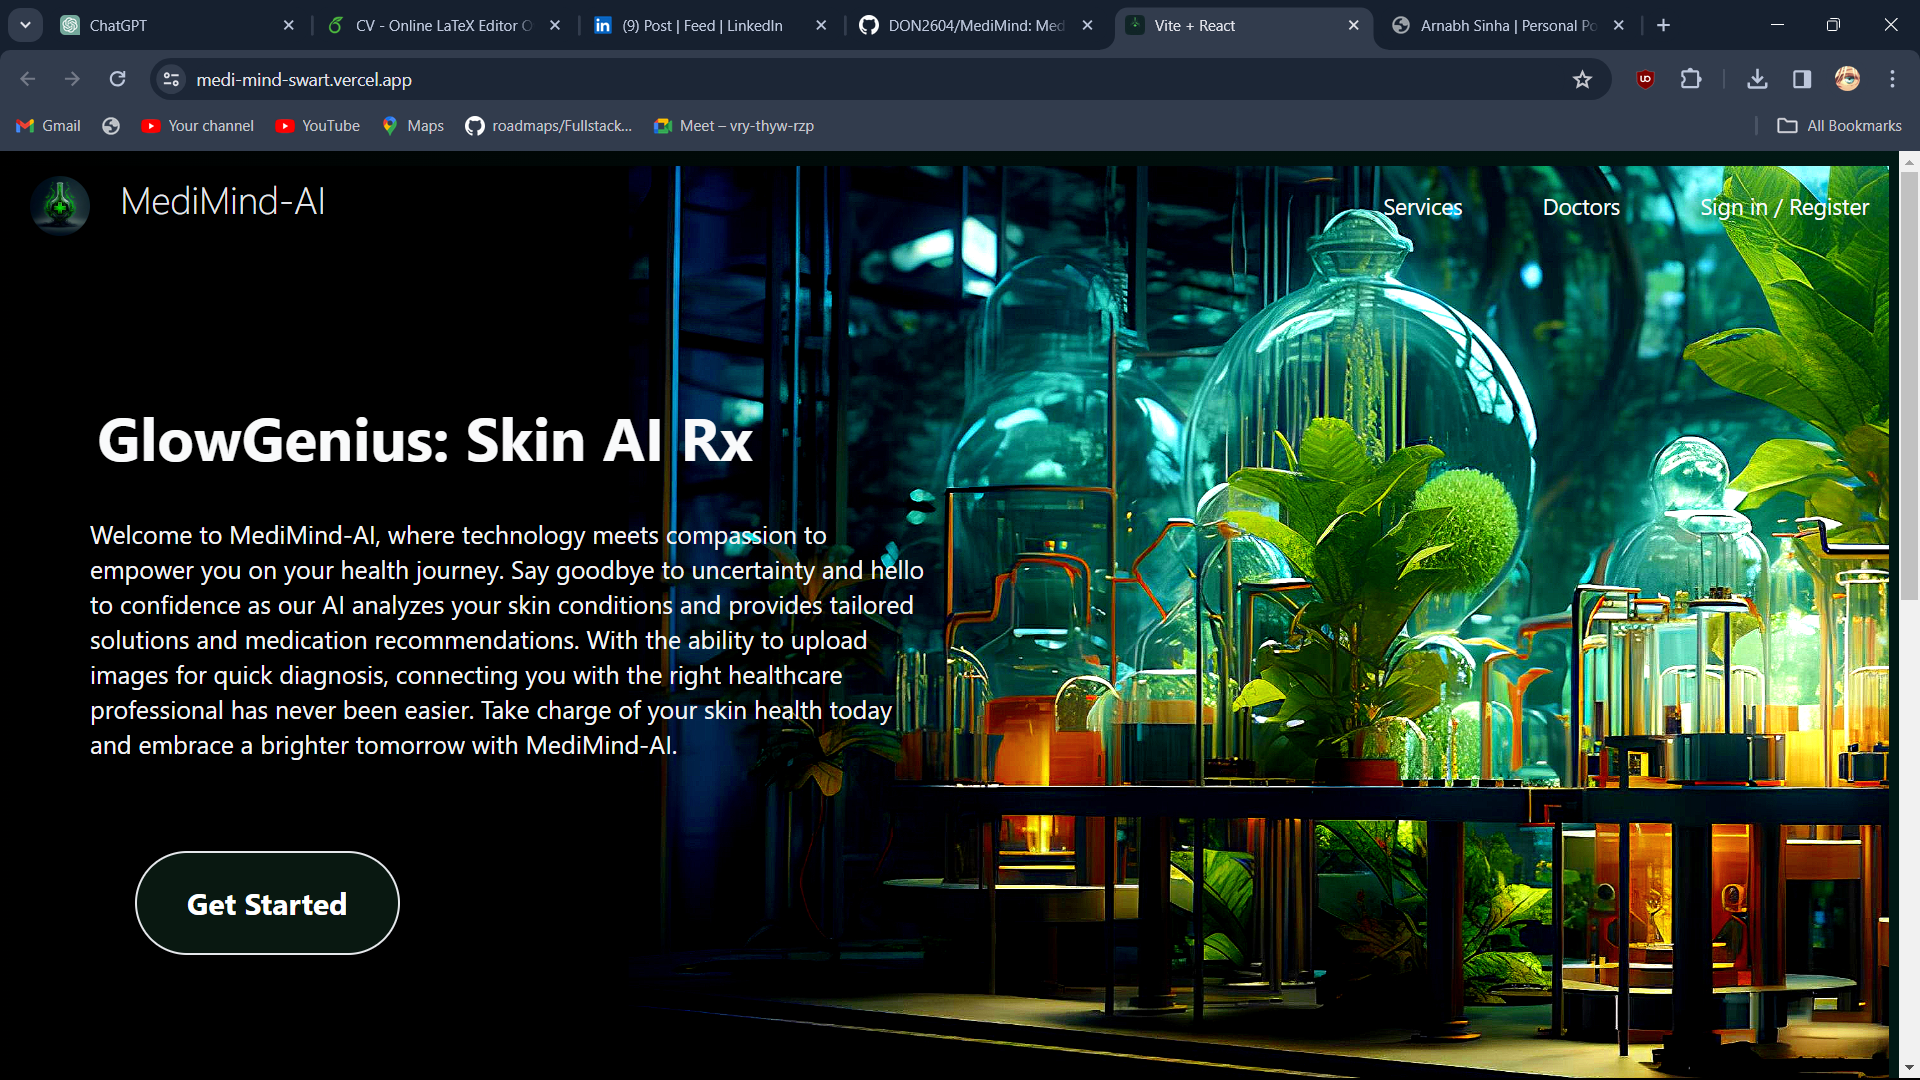 ChatGPT
CV - Online LaTeX Editor O
(9) Post | Feed | LinkedIn
DON2604/MediMind: Med
Vite + React
Arnabh Sinha | Personal Po
medi-mind-swart.vercel.app
Gmail
Your channel
YouTube
Maps
roadmaps/Fullstack...
Meet – vry-thyw-rzp
All Bookmarks
MediMind-AI
Services
Doctors
Sign in / Register
GlowGenius: Skin AI Rx
Welcome to MediMind-AI, where technology meets compassion to
empower you on your health journey. Say goodbye to uncertainty and hello
to confidence as our AI analyzes your skin conditions and provides tailored
solutions and medication recommendations. With the ability to upload
images for quick diagnosis, connecting you with the right healthcare
professional has never been easier. Take charge of your skin health today
and embrace a brighter tomorrow with MediMind-AI.
Get Started